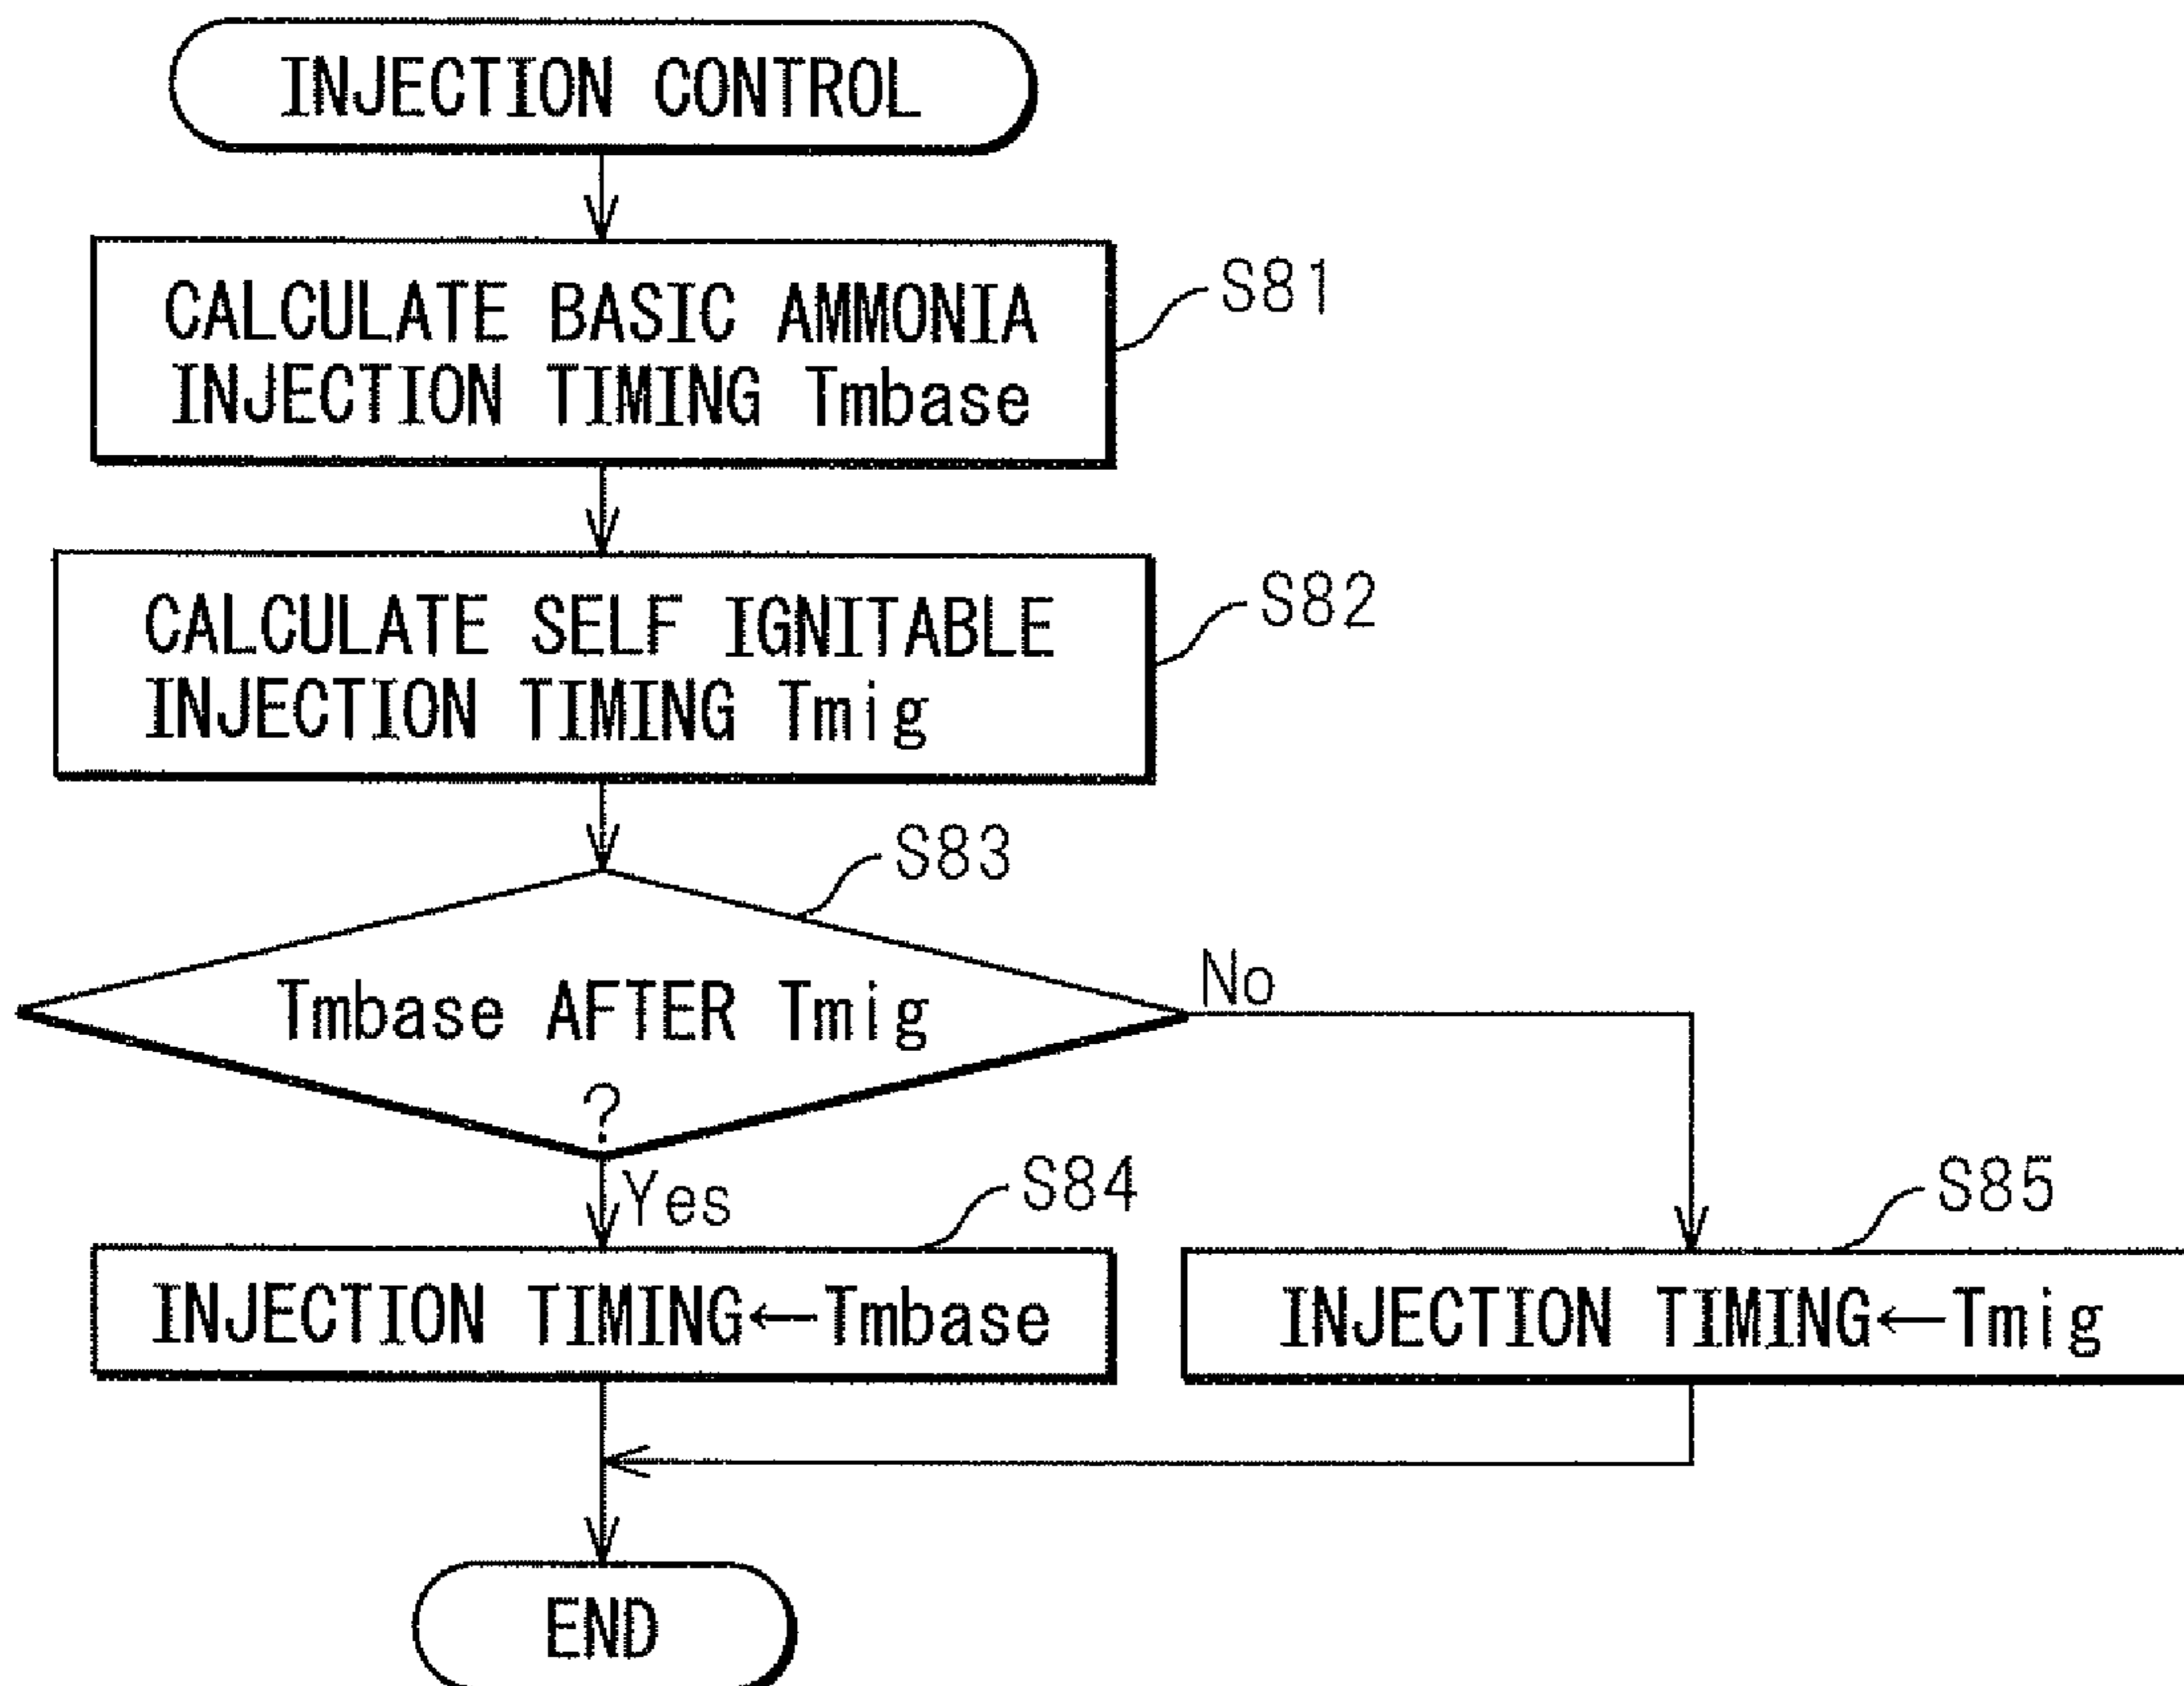 INJECTION CONTROL
CALCULATE BASIC AMMONIA
INJECTION TIMING Tmbase
S81
CALCULATE SELF IGNITABLE
INJECTION TIMING Tmig
S82
S83
Tmbase AFTER Tmig
?
No
Yes
S84
S85
INJECTION TIMING←Tmbase
INJECTION TIMING←Tmig
END